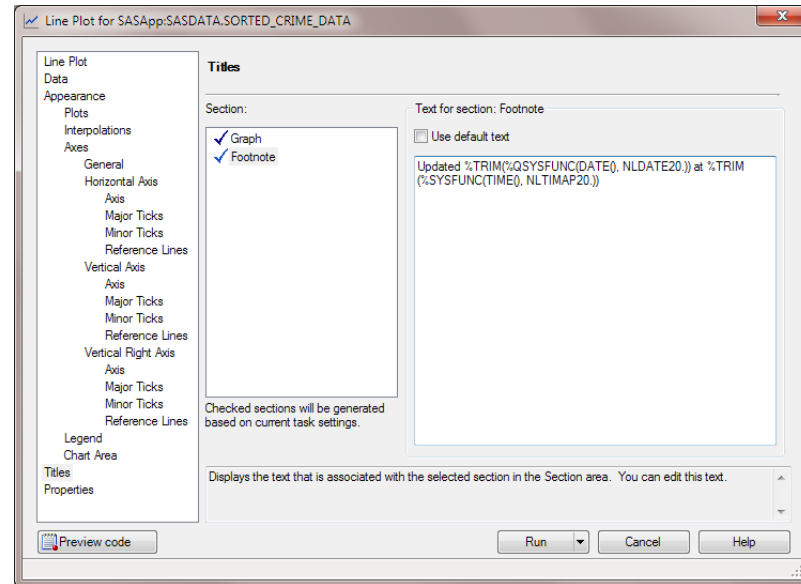 Line Plot for SASApp:SASDATA.SORTED_CRIME_DATA
x
Line Plot
Data
Appearance
Plots
Interpolations
Axes
General
Horizontal Axis
Axis
Major Ticks
Minor Ticks
Reference Lines
Vertical Axis
Axis
Major Ticks
Minor Ticks
Reference Lines
Vertical Right Axis
Axis
Major Ticks
Minor Ticks
Reference Lines
Legend
Chart Area
Titles
Properties
Titles
Section:
Graph
Footnote
Checked sections will be generated
based on current task settings.
Text for section: Footnote
Use default text
Updated %TRIM(%QSYSFUNC(DATE(), NLDATE20.)) at %TRIM
(%SYSFUNC(TIME(), NLTIMAP20.))
Displays the text that is associated with the selected section in the Section area. You can edit this text.
Preview code
Run
Cancel
Help